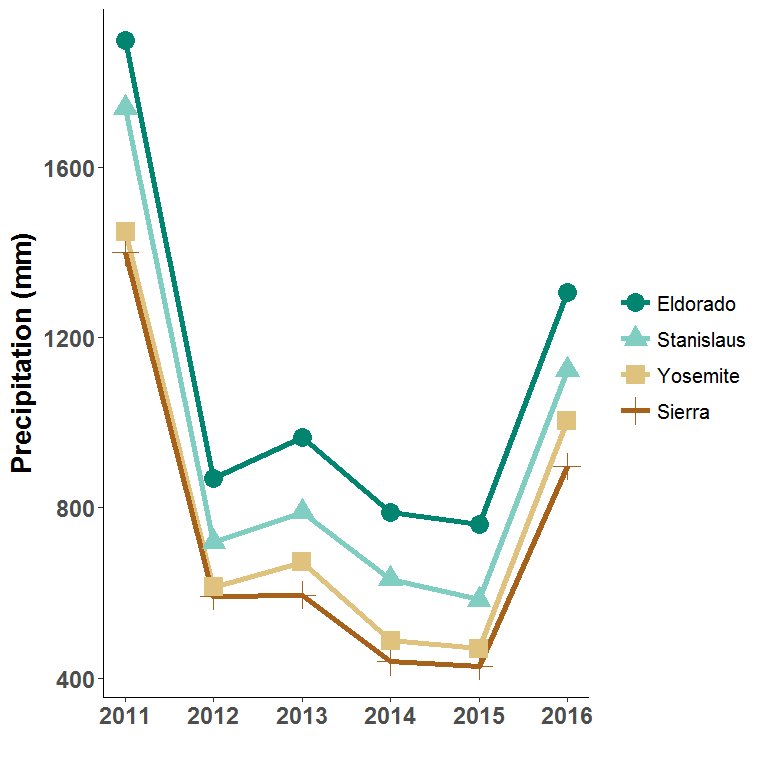 Precipitation (mm)
1600
1200
800
400
2011 2012 2013 2014 2015 2016
Eldorado
Stanislaus
Yosemite
Sierra